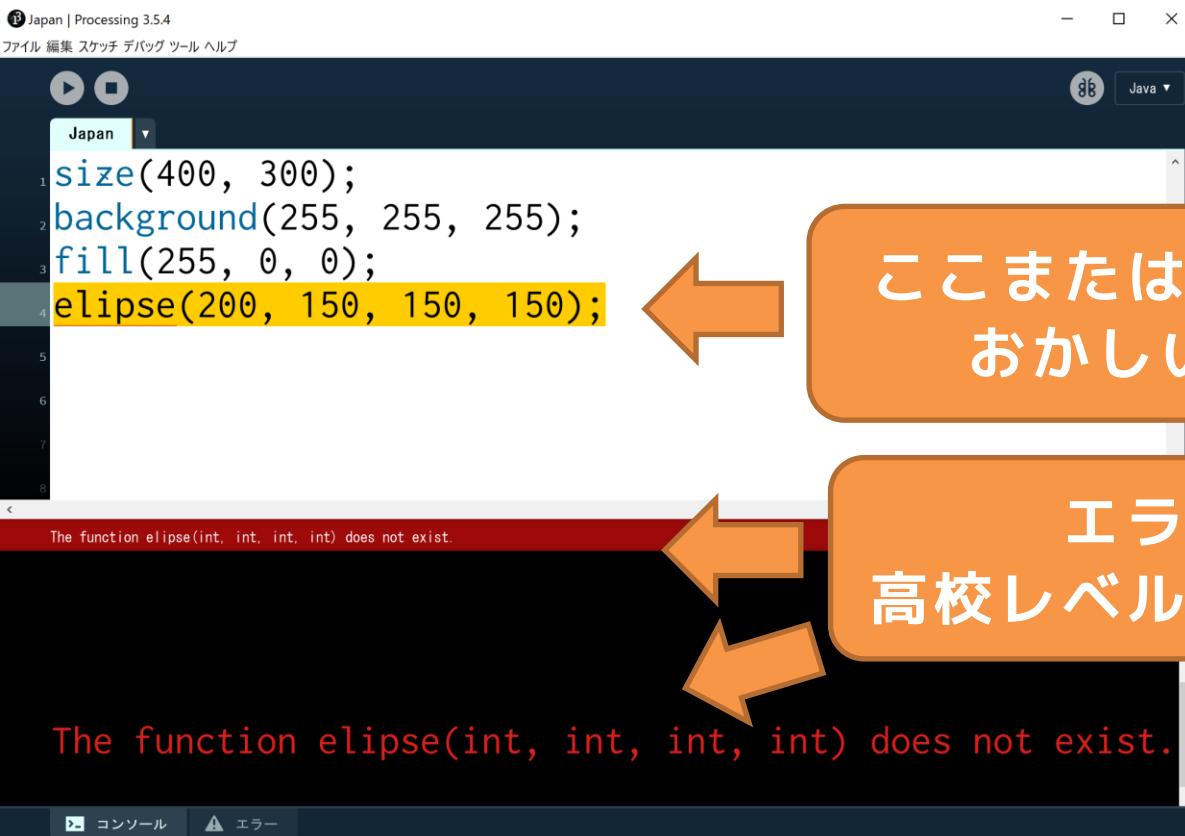 Japan | Processing 3.5.4
ファイル 編集 スケッチ デバッグ ツール ヘルプ
Java ▼
Japan ▼
1 size(400, 300);
2 background(255, 255, 255);
3 fill(255, 0, 0);
4 elipse(200, 150, 150, 150);
5
6
7
8
ここまたは
おかしい
The function elipse(int, int, int, int) does not exist.
エラ
高校レベル
The function elipse(int, int, int, int) does not exist.
コンソール エラー